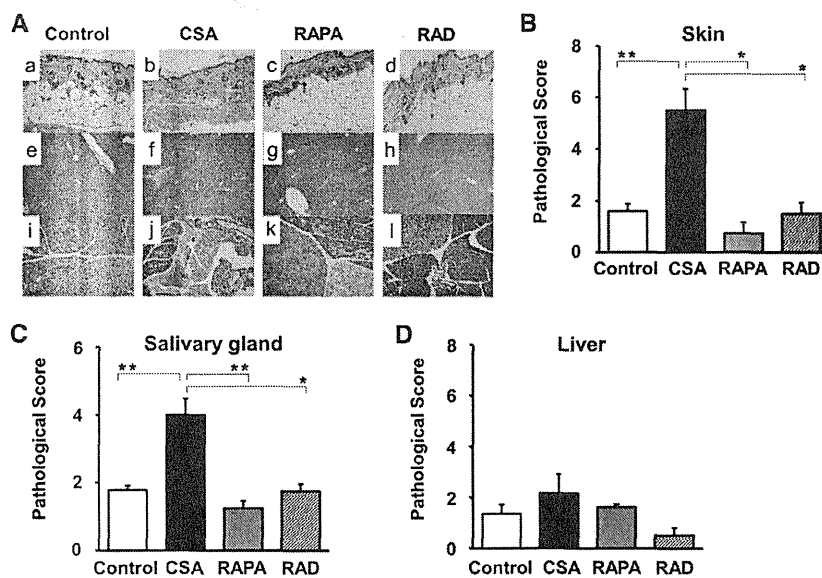 A
Control CSA RAPA RAD
a b c d
e f g h
i j k l
B
Skin
** * *
Pathological Score
8
6
4
2
0
Control CSA RAPA RAD
C
Salivary gland
** ** *
Pathological Score
6
4
2
0
Control CSA RAPA RAD
D
Liver
Pathological Score
8
6
4
2
0
Control CSA RAPA RAD